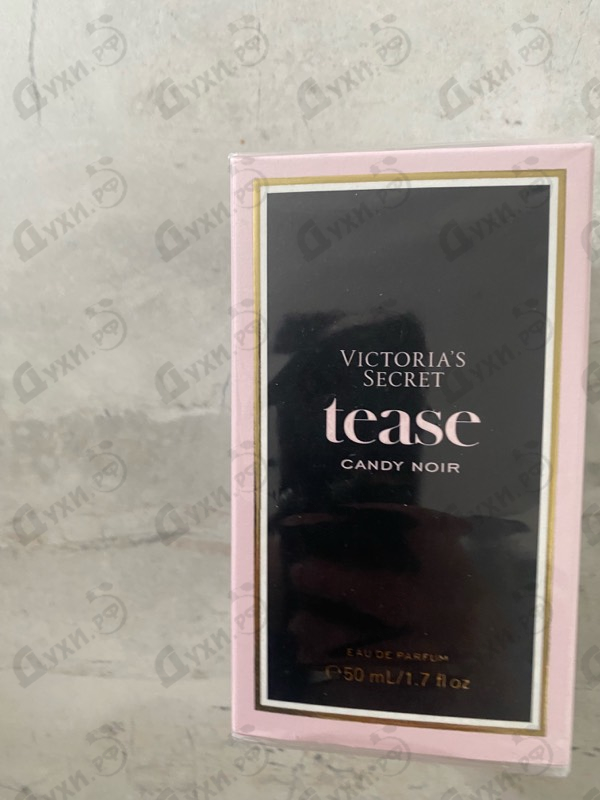 VICTORIA'S
SECRET
tease
CANDY NOIR
EAU DE PARFUM
℮50 mL/1.7 fl oz
Духи.РФ